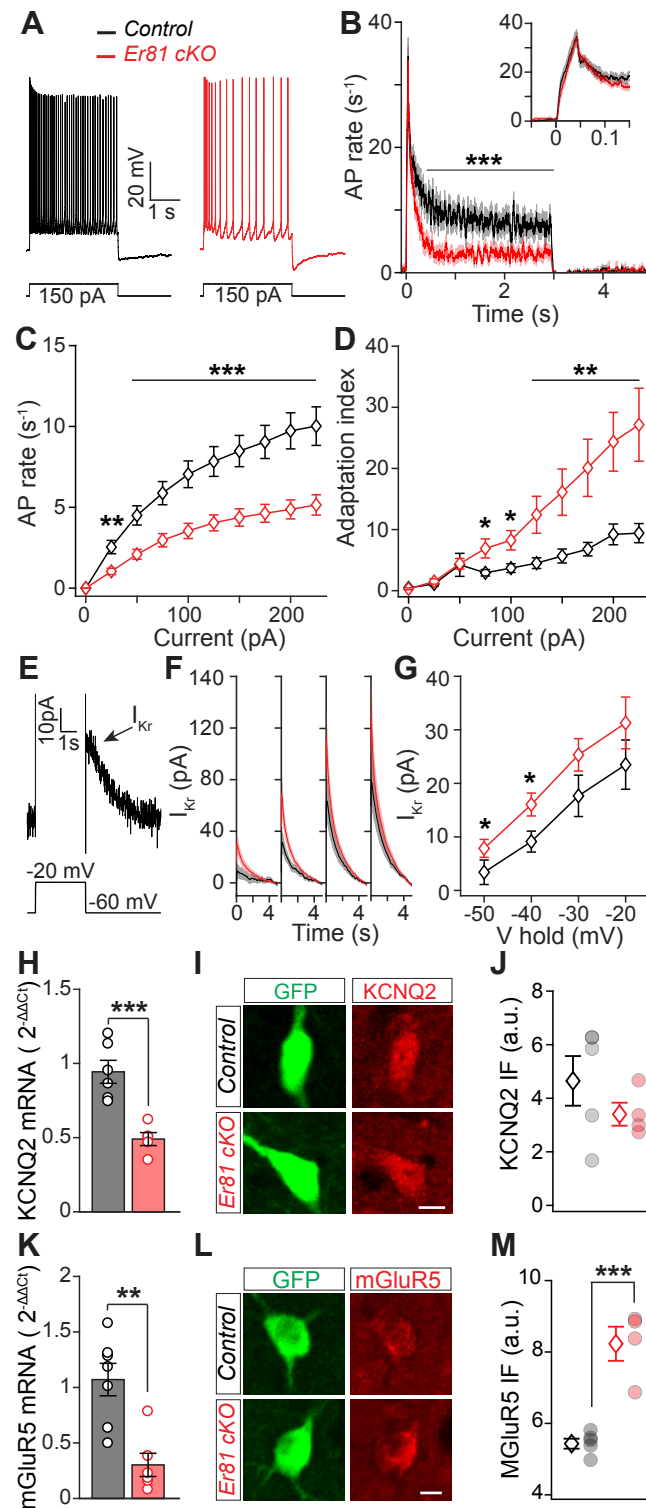 A
Control
Er81 cKO
20 mV
1 s
150 pA
150 pA
B
AP rate (s⁻¹)
40
20
0
***
40
20
0
0
0.1
0
2
4
Time (s)
C
AP rate (s⁻¹)
15
10
5
0
**
***
0
100
200
Current (pA)
D
Adaptation index
40
30
20
10
0
*
*
**
0
100
200
Current (pA)
E
10pA
1s
I_Kr
-20 mV
-60 mV
F
I_Kr (pA)
140
120
80
40
0
0
4
4
4
4
Time (s)
G
I_Kr (pA)
40
30
20
10
0
*
*
-50
-40
-30
-20
V hold (mV)
H
KCNQ2 mRNA ( 2^-ΔΔCt)
1.5
1
0.5
0
***
I
GFP
KCNQ2
Control
Er81 cKO
J
KCNQ2 IF (a.u.)
8
6
4
2
0
K
mGluR5 mRNA ( 2^-ΔΔCt)
2
1.5
1
0.5
0
**
L
GFP
mGluR5
Control
Er81 cKO
M
MGluR5 IF (a.u.)
10
8
6
4
***